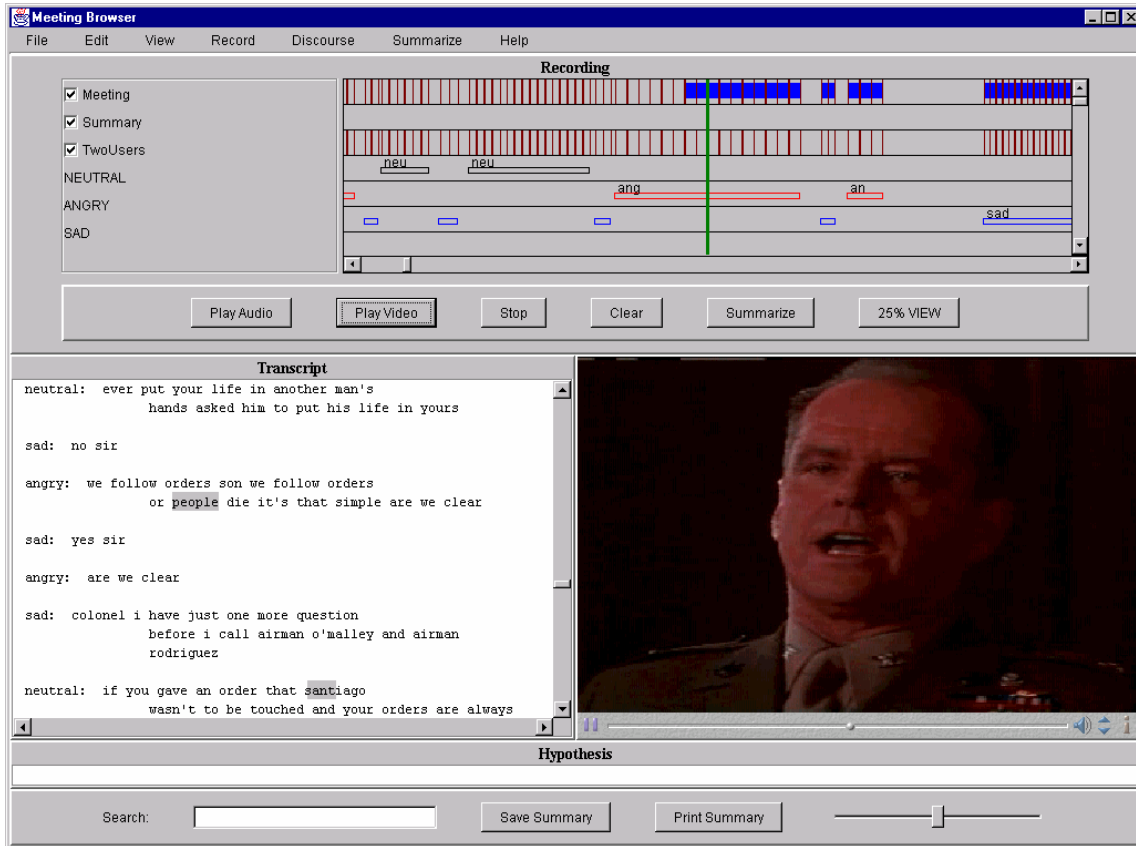 Meeting Browser
File Edit View Record Discourse Summarize Help
Recording
Meeting
Summary
TwoUsers
NEUTRAL
ANGRY
SAD
neu neu
ang an
sad
Play Audio Play Video Stop Clear Summarize 25% VIEW
Transcript
neutral: ever put your life in another man's
hands asked him to put his life in yours
sad: no sir
angry: we follow orders son we follow orders
or people die it's that simple are we clear
sad: yes sir
angry: are we clear
sad: colonel i have just one more question
before i call airman o'malley and airman
rodriguez
neutral: if you gave an order that santiago
wasn't to be touched and your orders are always
Hypothesis
Search: Save Summary Print Summary